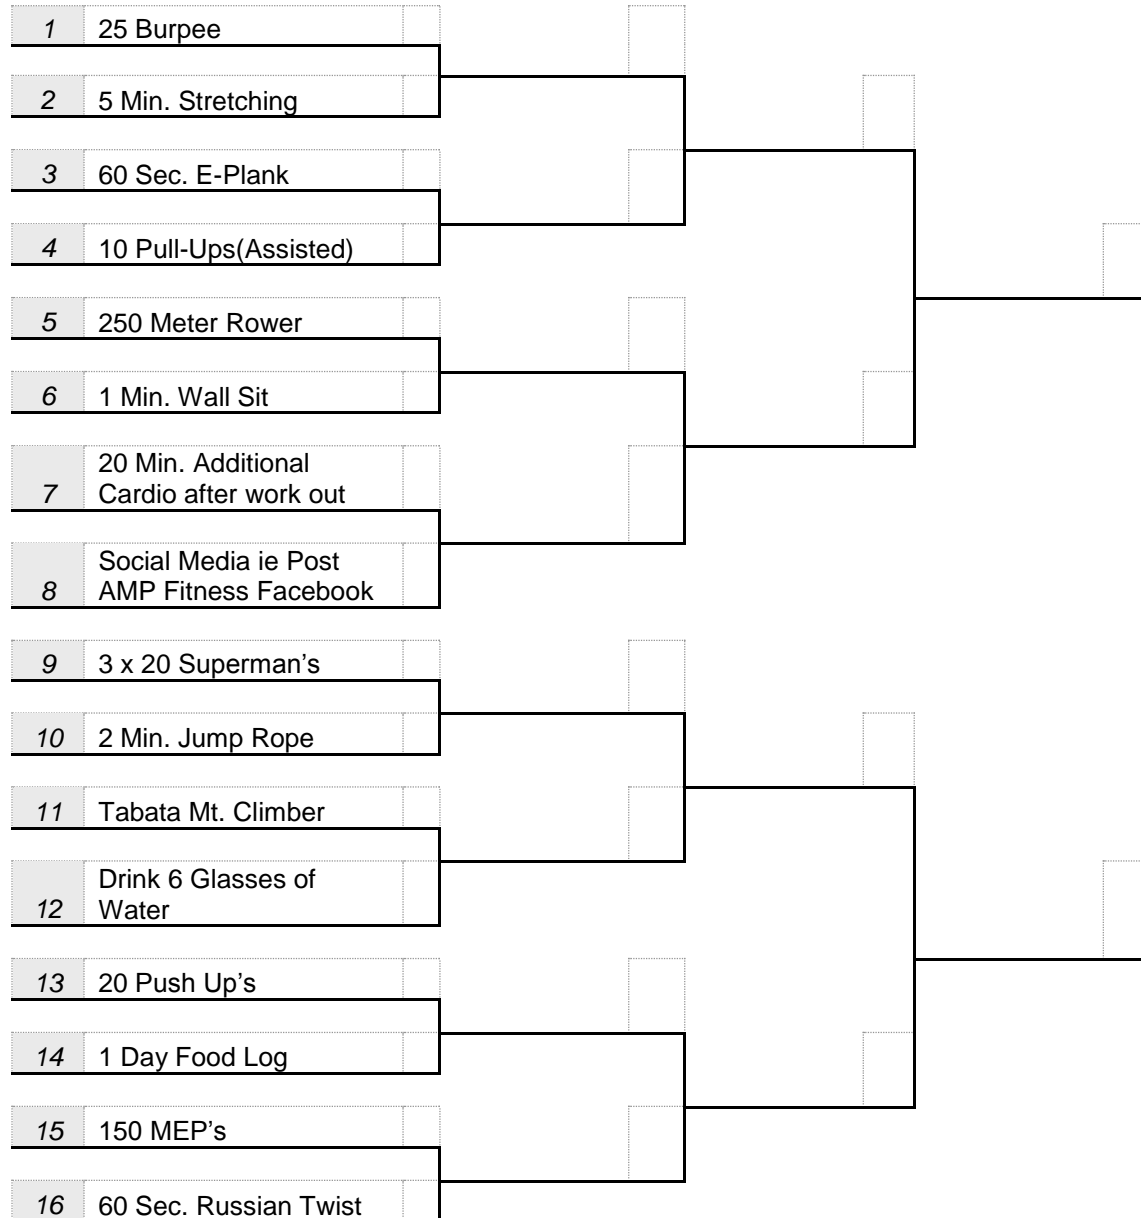 1 25 Burpee
2 5 Min. Stretching
3 60 Sec. E-Plank
4 10 Pull-Ups(Assisted)
5 250 Meter Rower
6 1 Min. Wall Sit
20 Min. Additional
7 Cardio after work out
Social Media ie Post
8 AMP Fitness Facebook
9 3 x 20 Superman’s
10 2 Min. Jump Rope
11 Tabata Mt. Climber
Drink 6 Glasses of
12 Water
13 20 Push Up’s
14 1 Day Food Log
15 150 MEP’s
16 60 Sec. Russian Twist